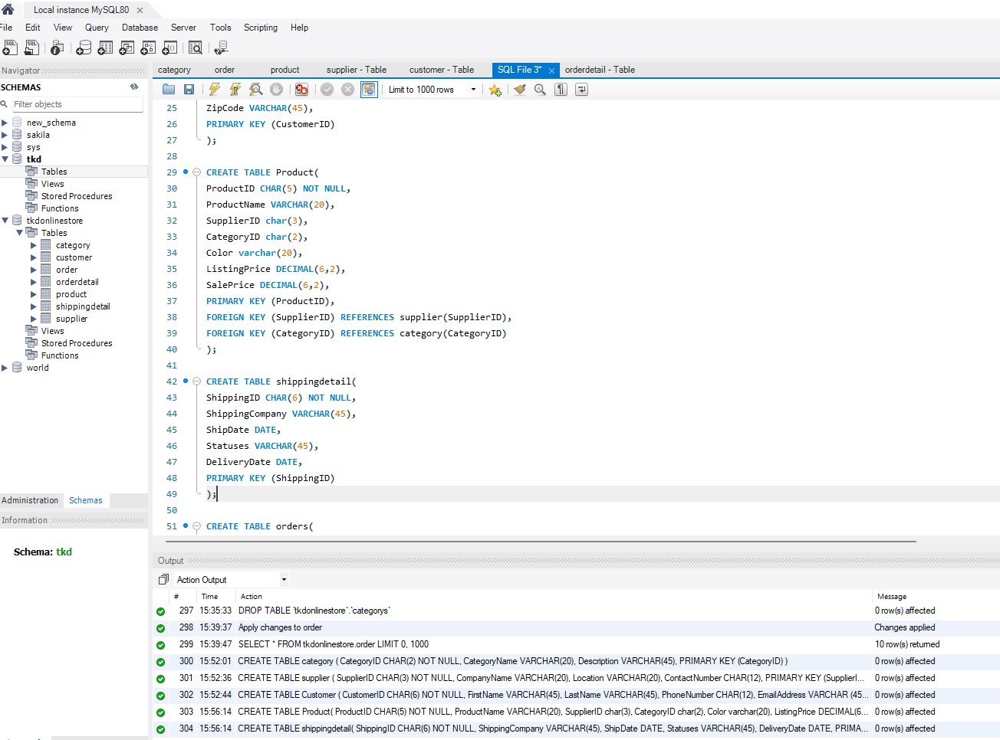 Local instance MySQL80
File Edit View Query Database Server Tools Scripting Help
Navigator
SCHEMAS
Filter objects
new_schema
sakila
sys
tkd
Tables
Views
Stored Procedures
Functions
tkdonlinestore
Tables
category
customer
order
orderdetail
product
shippingdetail
supplier
Views
Stored Procedures
Functions
world
Administration Schemas
Information
Schema: tkd
category order product supplier - Table customer - Table SQL File 3* orderdetail - Table
Limit to 1000 rows
25 ZipCode VARCHAR(45),
26 PRIMARY KEY (CustomerID)
27 );
28
29 CREATE TABLE Product(
30 ProductID CHAR(5) NOT NULL,
31 ProductName VARCHAR(20),
32 SupplierID char(3),
33 CategoryID char(2),
34 Color varchar(20),
35 ListingPrice DECIMAL(6,2),
36 SalePrice DECIMAL(6,2),
37 PRIMARY KEY (ProductID),
38 FOREIGN KEY (SupplierID) REFERENCES supplier(SupplierID),
39 FOREIGN KEY (CategoryID) REFERENCES category(CategoryID)
40 );
41
42 CREATE TABLE shippingdetail(
43 ShippingID CHAR(6) NOT NULL,
44 ShippingCompany VARCHAR(45),
45 ShipDate DATE,
46 Statuses VARCHAR(45),
47 DeliveryDate DATE,
48 PRIMARY KEY (ShippingID)
49 );
50
51 CREATE TABLE orders(
Output
Action Output
# Time Action Message
297 15:35:33 DROP TABLE `tkdonlinestore`.`categorys` 0 row(s) affected
298 15:39:37 Apply changes to order Changes applied
299 15:39:47 SELECT * FROM tkdonlinestore.order LIMIT 0, 1000 10 row(s) returned
300 15:52:01 CREATE TABLE category ( CategoryID CHAR(2) NOT NULL, CategoryName VARCHAR(20), Description VARCHAR(45), PRIMARY KEY (CategoryID) ) 0 row(s) affected
301 15:52:36 CREATE TABLE supplier ( SupplierID CHAR(3) NOT NULL, CompanyName VARCHAR(20), Location VARCHAR(20), ContactNumber CHAR(12), PRIMARY KEY (SupplierI... 0 row(s) affected
302 15:52:44 CREATE TABLE Customer ( CustomerID CHAR(6) NOT NULL, FirstName VARCHAR(45), LastName VARCHAR(45), PhoneNumber CHAR(12), EmailAddress VARCHAR (45... 0 row(s) affected
303 15:56:14 CREATE TABLE Product( ProductID CHAR(5) NOT NULL, ProductName VARCHAR(20), SupplierID char(3), CategoryID char(2), Color varchar(20), ListingPrice DECIMAL(6... 0 row(s) affected
304 15:56:14 CREATE TABLE shippingdetail( ShippingID CHAR(6) NOT NULL, ShippingCompany VARCHAR(45), ShipDate DATE, Statuses VARCHAR(45), DeliveryDate DATE, PRIMA... 0 row(s) affected